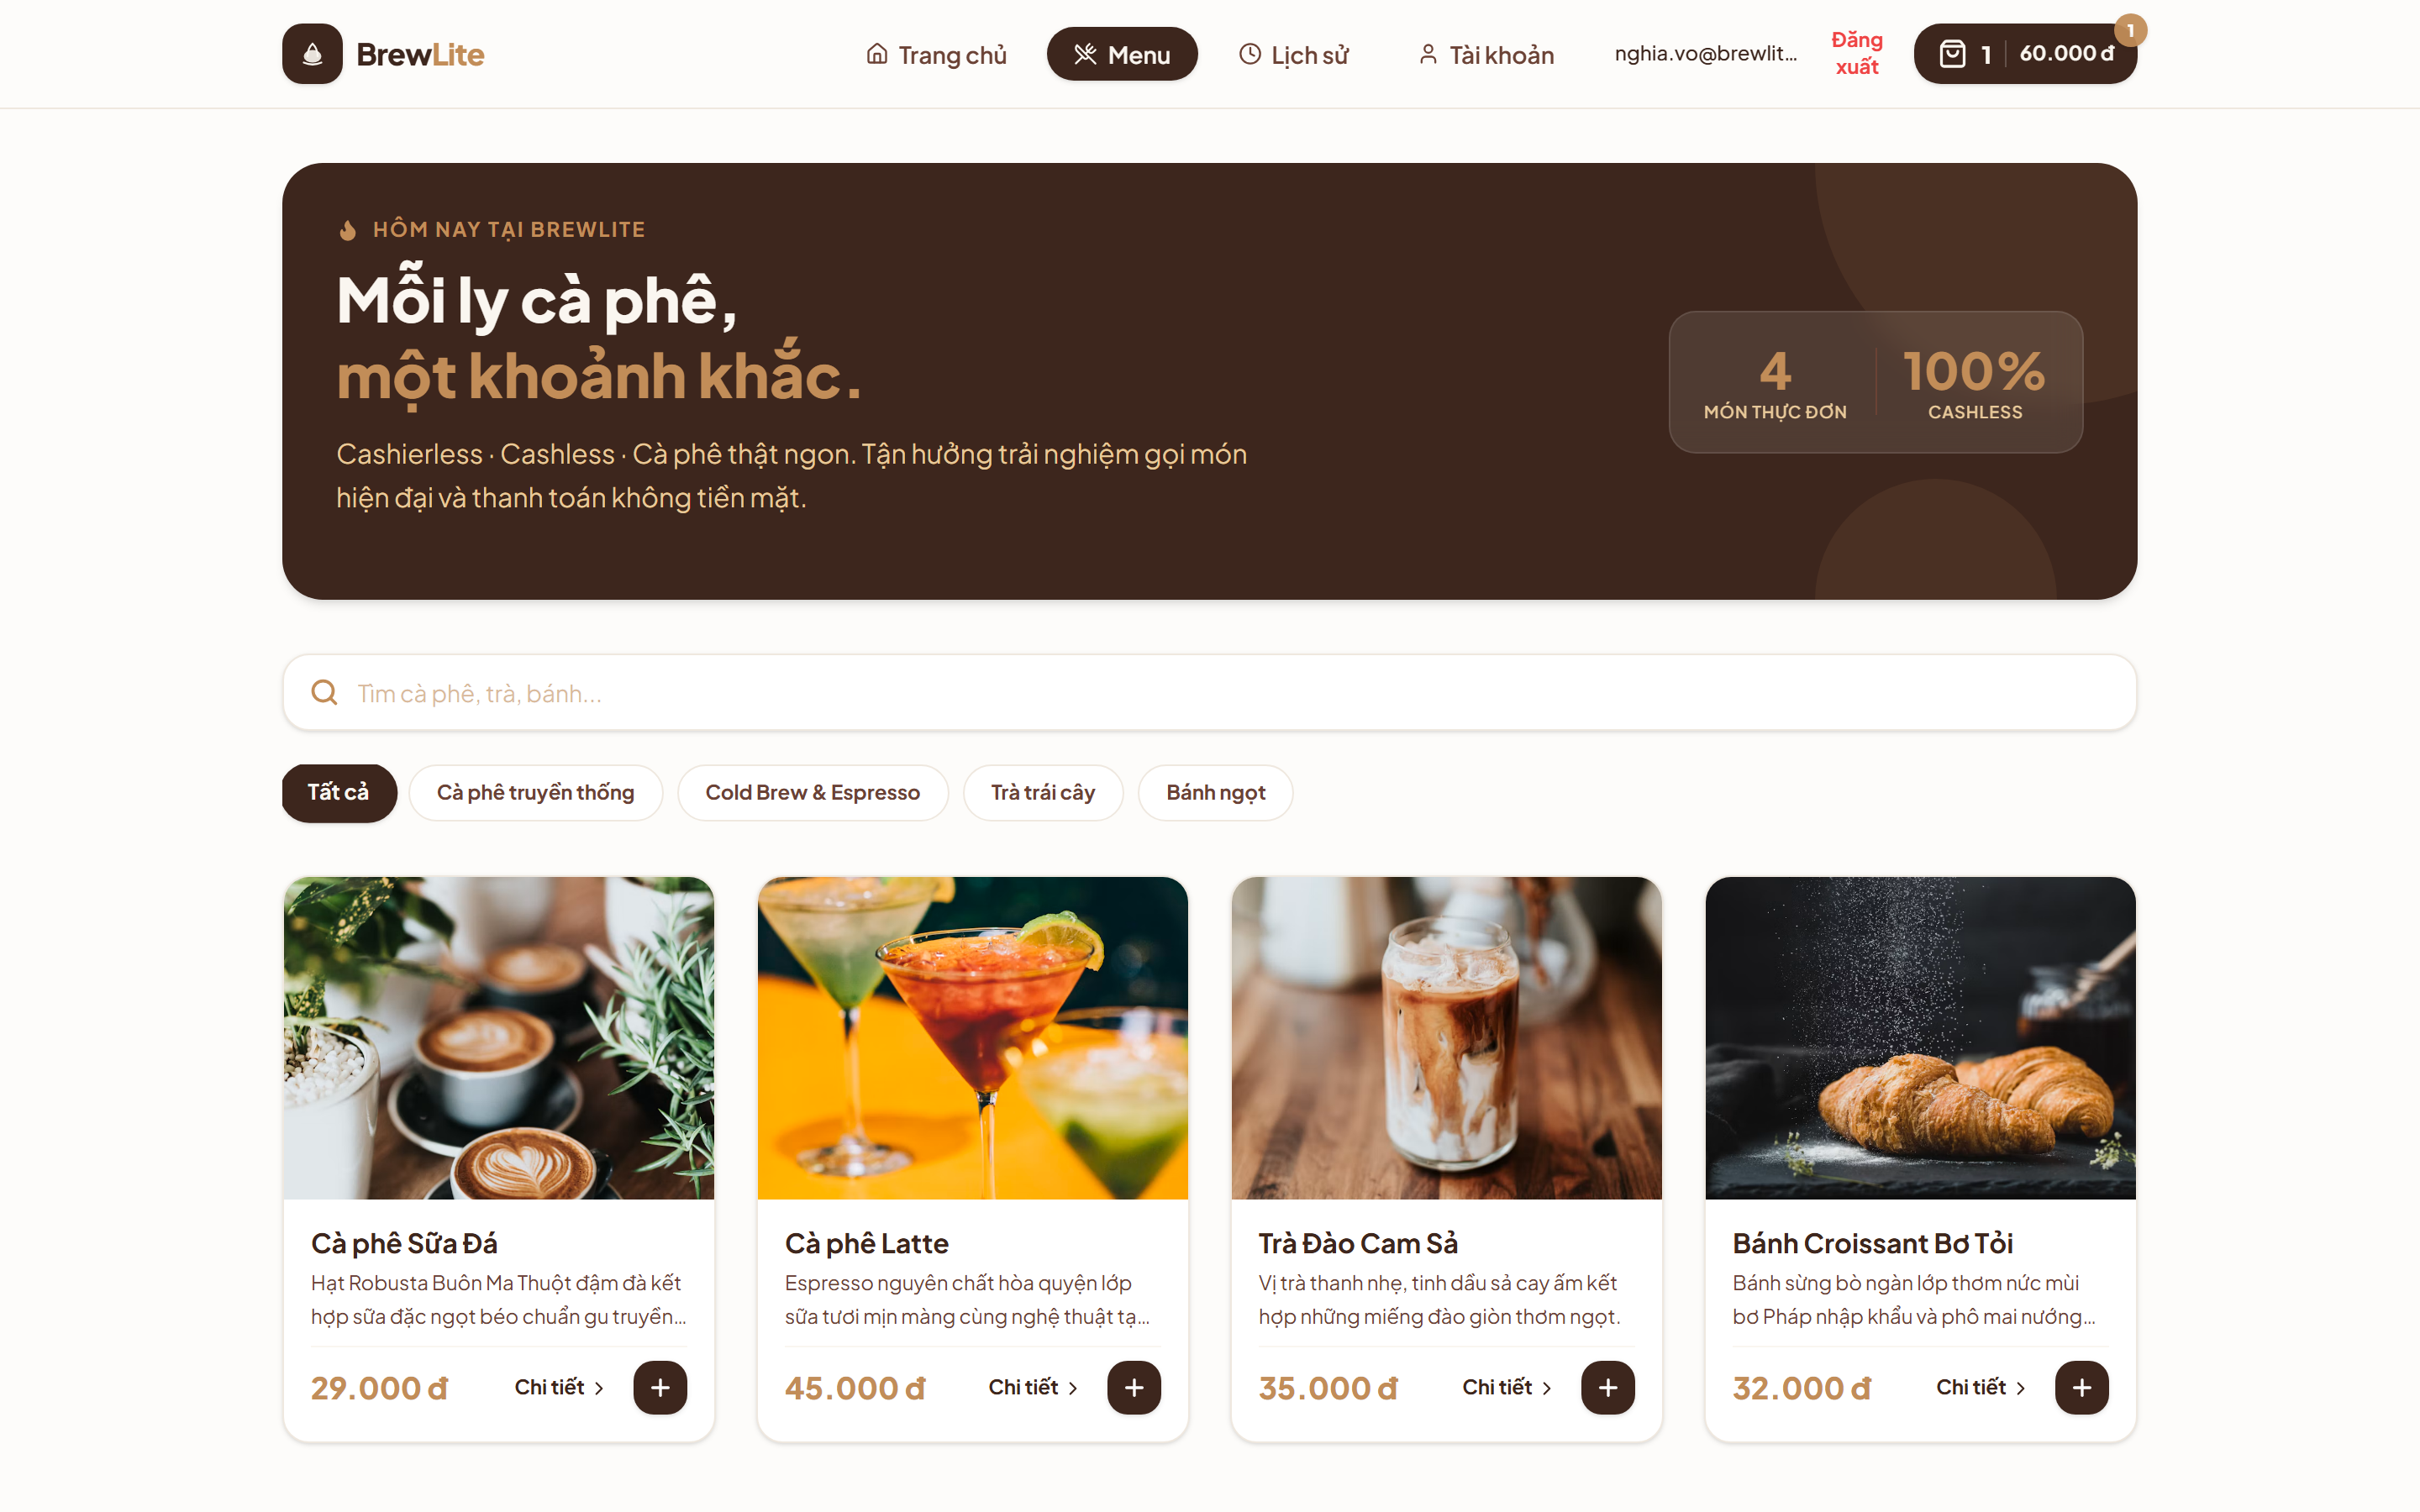 BrewLite
Trang chủ
Menu
Lịch sử
Tài khoản
nghia.vo@brewlit...
Đăng
xuất
1
60.000 đ
1
HÔM NAY TẠI BREWLITE
Mỗi ly cà phê,
một khoảnh khắc.
Cashierless · Cashless · Cà phê thật ngon. Tận hưởng trải nghiệm gọi món
hiện đại và thanh toán không tiền mặt.
4
MÓN THỰC ĐƠN
100%
CASHLESS
Tìm cà phê, trà, bánh...
Tất cả
Cà phê truyền thống
Cold Brew & Espresso
Trà trái cây
Bánh ngọt
Cà phê Sữa Đá
Hạt Robusta Buôn Ma Thuột đậm đà kết
hợp sữa đặc ngọt béo chuẩn gu truyền...
29.000 đ
Chi tiết
Cà phê Latte
Espresso nguyên chất hòa quyện lớp
sữa tươi mịn màng cùng nghệ thuật tạ...
45.000 đ
Chi tiết
Trà Đào Cam Sả
Vị trà thanh nhẹ, tinh dầu sả cay ấm kết
hợp những miếng đào giòn thơm ngọt.
35.000 đ
Chi tiết
Bánh Croissant Bơ Tỏi
Bánh sừng bò ngàn lớp thơm nức mùi
bơ Pháp nhập khẩu và phô mai nướng...
32.000 đ
Chi tiết